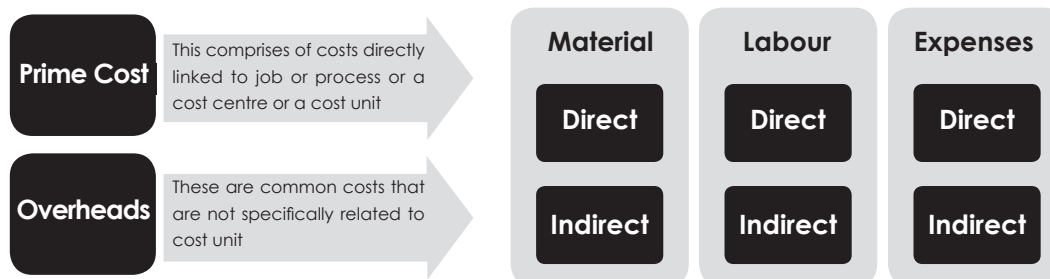 Prime Cost
This comprises of costs directly
linked to job or process or a
cost centre or a cost unit
Overheads
These are common costs that
are not specifically related to
cost unit
Material
Labour
Expenses
Direct
Direct
Direct
Indirect
Indirect
Indirect